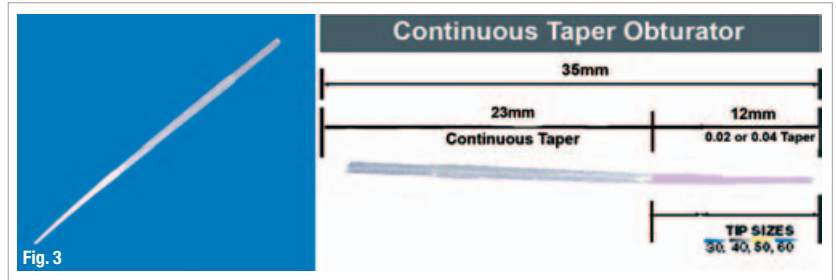 Continuous Taper Obturator
35mm
23mm
12mm
Continuous Taper
0.02 or 0.04 Taper
TIP SIZES
30, 40, 50, 60
Fig. 3